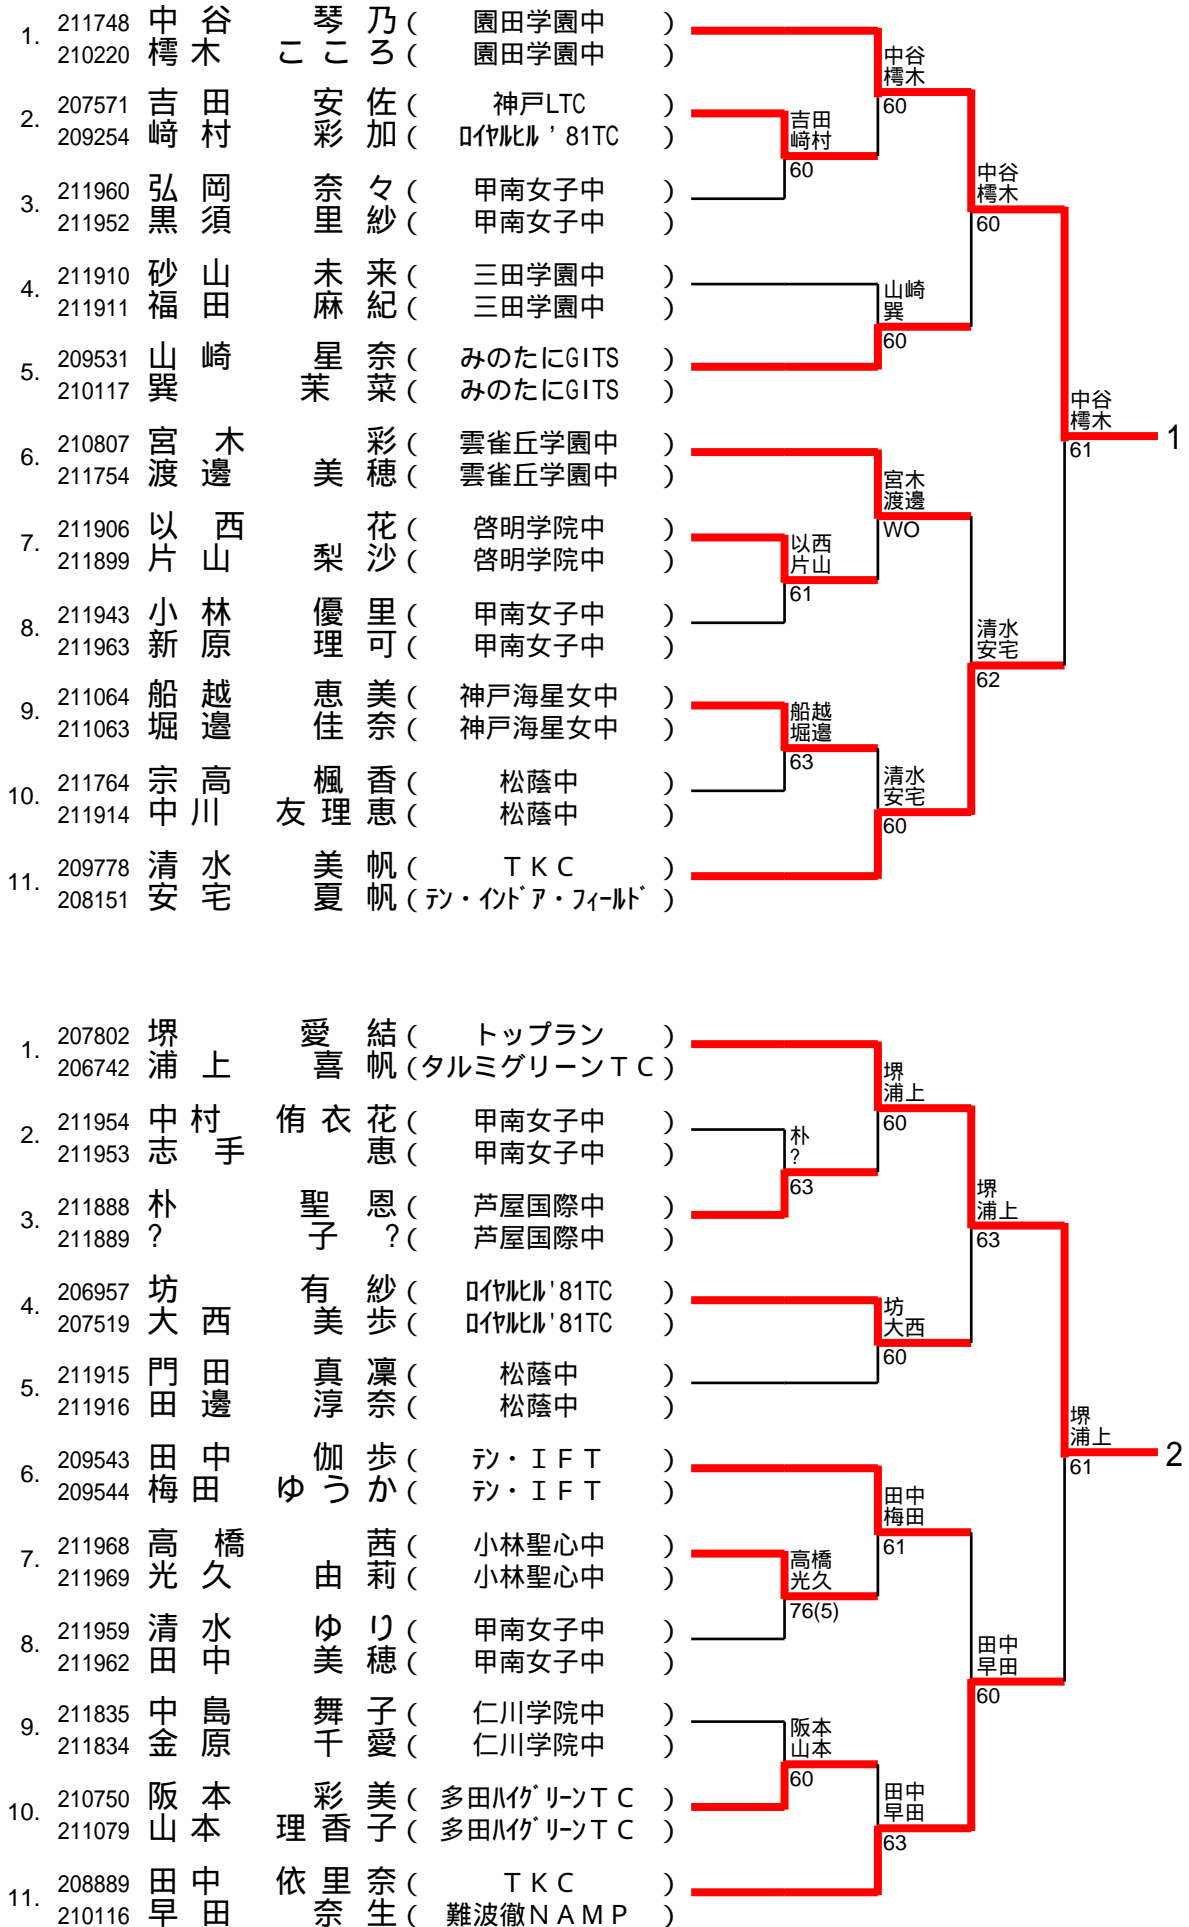 1. 211748 中谷 琴乃 ( 園田学園中 )
210220 樗木 こころ ( 園田学園中 )
中谷
樗木
60
2. 207571 吉田 安佐 ( 神戸LTC )
209254 﨑村 彩加 ( ﾛｲﾔﾙﾋﾙ’81TC )
吉田
﨑村
60
3. 211960 弘岡 奈々 ( 甲南女子中 )
211952 黒須 里紗 ( 甲南女子中 )
中谷
樗木
60
4. 211910 砂山 未来 ( 三田学園中 )
211911 福田 麻紀 ( 三田学園中 )
山崎
巽
60
5. 209531 山崎 星奈 ( みのたにGITS )
210117 巽 茉菜 ( みのたにGITS )
中谷
樗木
61
1
6. 210807 宮木 彩 ( 雲雀丘学園中 )
211754 渡邊 美穂 ( 雲雀丘学園中 )
宮木
渡邊
WO
7. 211906 以西 花 ( 啓明学院中 )
211899 片山 梨沙 ( 啓明学院中 )
以西
片山
61
8. 211943 小林 優里 ( 甲南女子中 )
211963 新原 理可 ( 甲南女子中 )
清水
安宅
62
9. 211064 船越 恵美 ( 神戸海星女中 )
211063 堀邉 佳奈 ( 神戸海星女中 )
船越
堀邉
63
10. 211764 宗高 楓香 ( 松蔭中 )
211914 中川 友理恵 ( 松蔭中 )
清水
安宅
60
11. 209778 清水 美帆 ( ＴＫＣ )
208151 安宅 夏帆 ( ﾃﾝ・ｲﾝﾄﾞｱ・ﾌｨｰﾙﾄﾞ )
1. 207802 堺 愛結 ( トップラン )
206742 浦上 喜帆 ( タルミグリーンＴＣ )
堺
浦上
60
2. 211954 中村 侑衣花 ( 甲南女子中 )
211953 志手 恵 ( 甲南女子中 )
朴
?
63
3. 211888 朴 聖恩 ( 芦屋国際中 )
211889 ? 子? ( 芦屋国際中 )
堺
浦上
63
4. 206957 坊 有紗 ( ﾛｲﾔﾙﾋﾙ'81TC )
207519 大西 美歩 ( ﾛｲﾔﾙﾋﾙ'81TC )
坊
大西
60
5. 211915 門田 真凜 ( 松蔭中 )
211916 田邊 淳奈 ( 松蔭中 )
堺
浦上
61
2
6. 209543 田中 伽歩 ( ﾃﾝ・ＩＦＴ )
209544 梅田 ゆうか ( ﾃﾝ・ＩＦＴ )
田中
梅田
61
7. 211968 高橋 茜 ( 小林聖心中 )
211969 光久 由莉 ( 小林聖心中 )
高橋
光久
76(5)
8. 211959 清水 ゆり ( 甲南女子中 )
211962 田中 美穂 ( 甲南女子中 )
田中
早田
60
9. 211835 中島 舞子 ( 仁川学院中 )
211834 金原 千愛 ( 仁川学院中 )
阪本
山本
60
10. 210750 阪本 彩美 ( 多田ﾊｲｸﾞﾘｰﾝＴＣ )
211079 山本 理香子 ( 多田ﾊｲｸﾞﾘｰﾝＴＣ )
田中
早田
63
11. 208889 田中 依里奈 ( ＴＫＣ )
210116 早田 奈生 ( 難波徹ＮＡＭＰ )